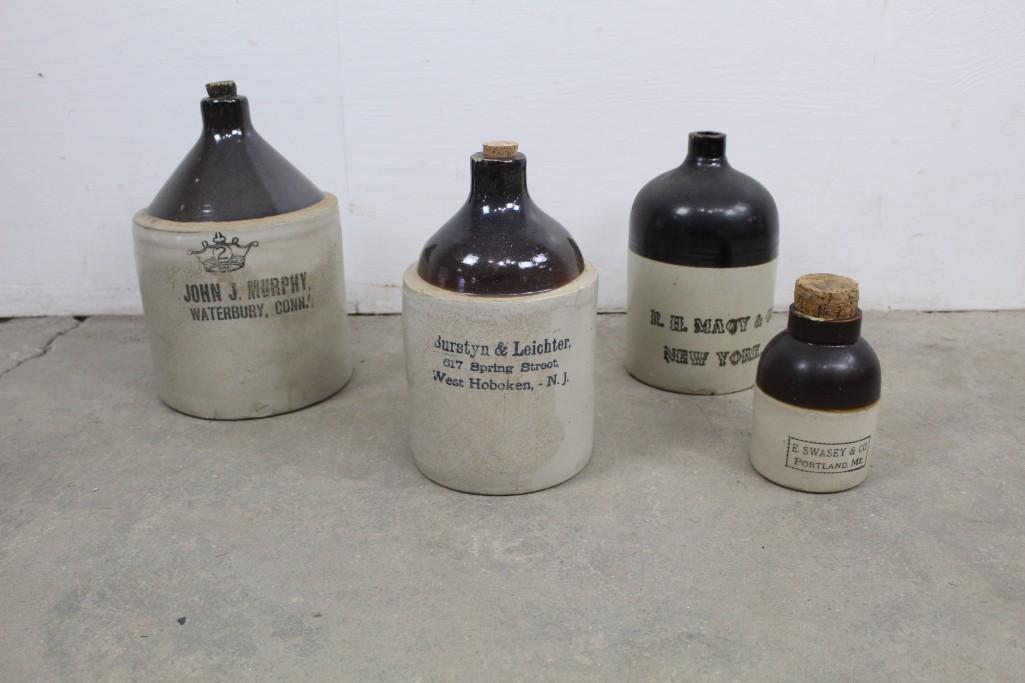 2
JOHN J. MURPHY,
WATERBURY, CONN.
Burstyn & Leichter,
617 Spring Street,
West Hoboken, - N. J.
R. H. MACY &
NEW YORK
E. SWASEY & CO.
PORTLAND, ME.